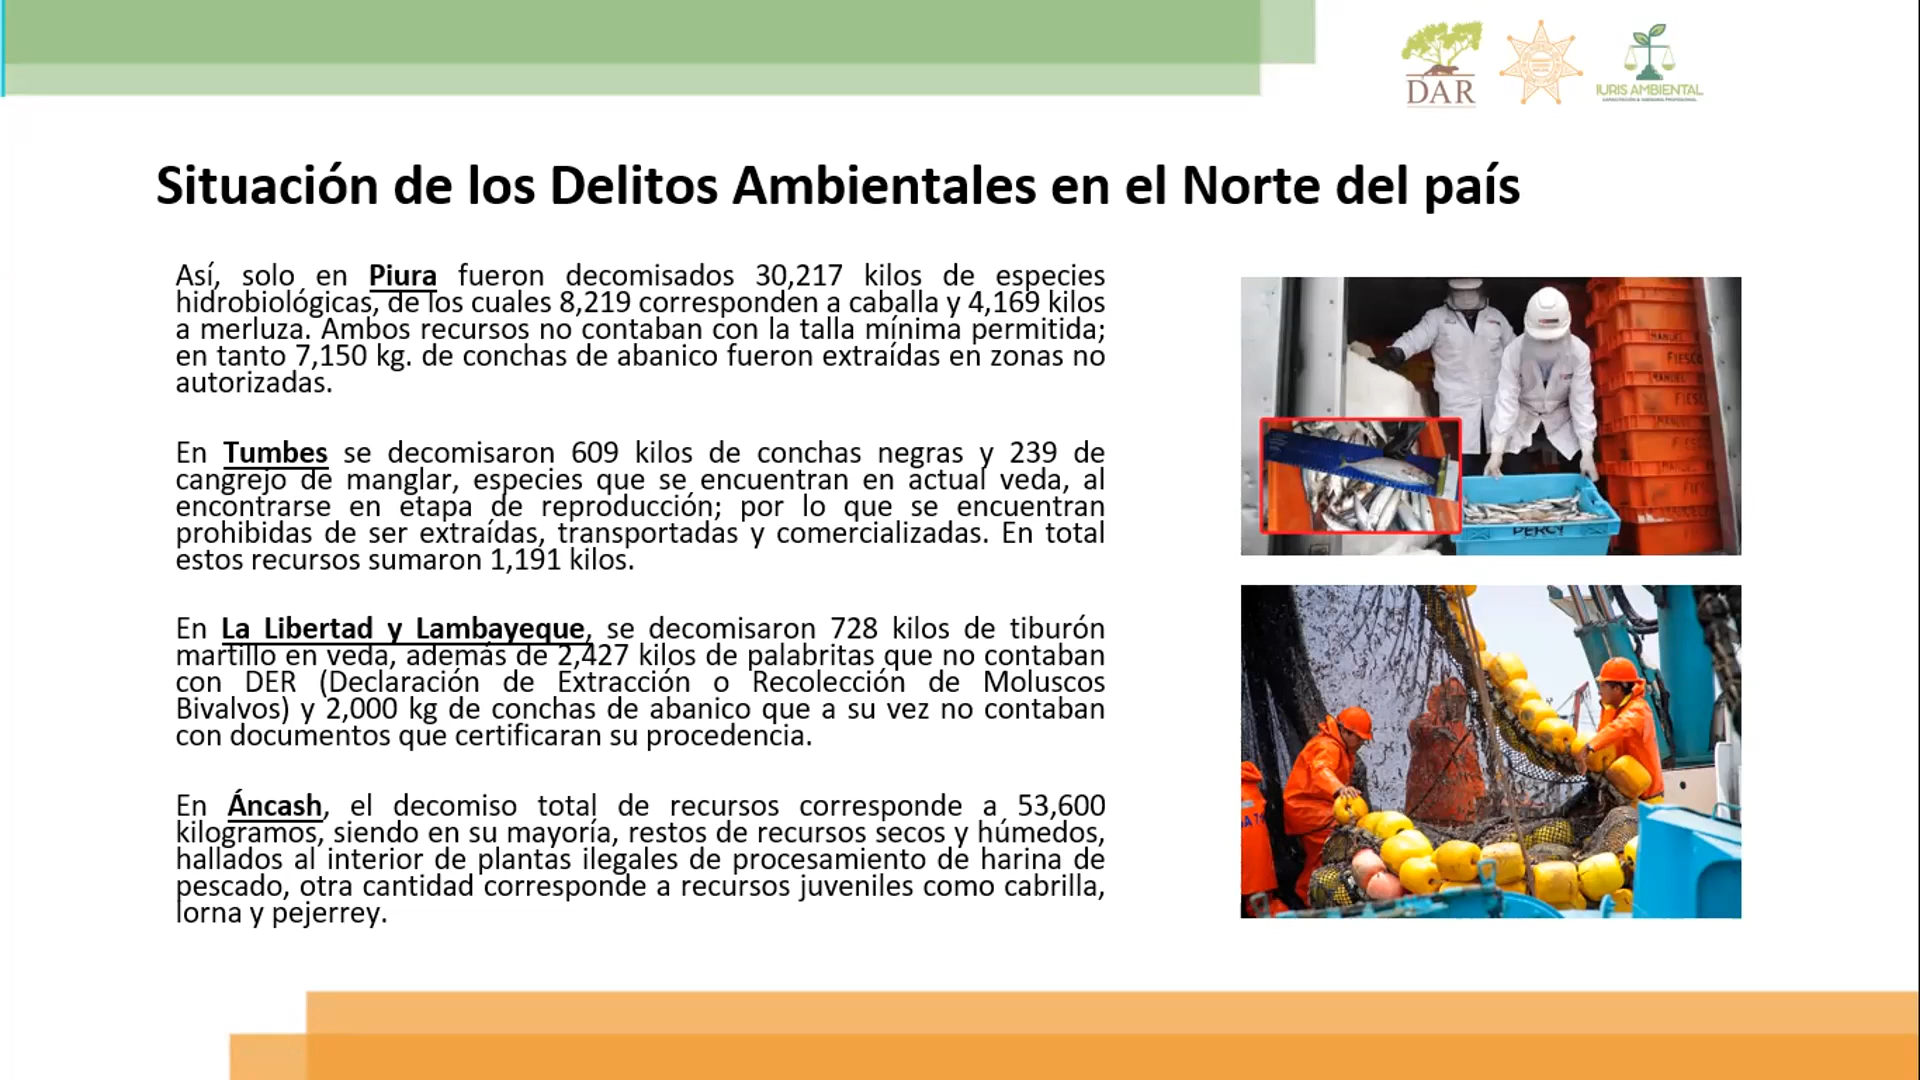 DAR
IURIS AMBIENTAL
CAPACITACIÓN & ASESORÍA PROFESIONAL
Situación de los Delitos Ambientales en el Norte del país
Así, solo en Piura fueron decomisados 30,217 kilos de especies
hidrobiológicas, de los cuales 8,219 corresponden a caballa y 4,169 kilos
a merluza. Ambos recursos no contaban con la talla mínima permitida;
en tanto 7,150 kg. de conchas de abanico fueron extraídas en zonas no
autorizadas.
En Tumbes se decomisaron 609 kilos de conchas negras y 239 de
cangrejo de manglar, especies que se encuentran en actual veda, al
encontrarse en etapa de reproducción; por lo que se encuentran
prohibidas de ser extraídas, transportadas y comercializadas. En total
estos recursos sumaron 1,191 kilos.
En La Libertad y Lambayeque, se decomisaron 728 kilos de tiburón
martillo en veda, además de 2,427 kilos de palabritas que no contaban
con DER (Declaración de Extracción o Recolección de Moluscos
Bivalvos) y 2,000 kg de conchas de abanico que a su vez no contaban
con documentos que certificaran su procedencia.
En Áncash, el decomiso total de recursos corresponde a 53,600
kilogramos, siendo en su mayoría, restos de recursos secos y húmedos,
hallados al interior de plantas ilegales de procesamiento de harina de
pescado, otra cantidad corresponde a recursos juveniles como cabrilla,
lorna y pejerrey.
MANUEL
FIESCO
MANUEL
FIESC
PERCY